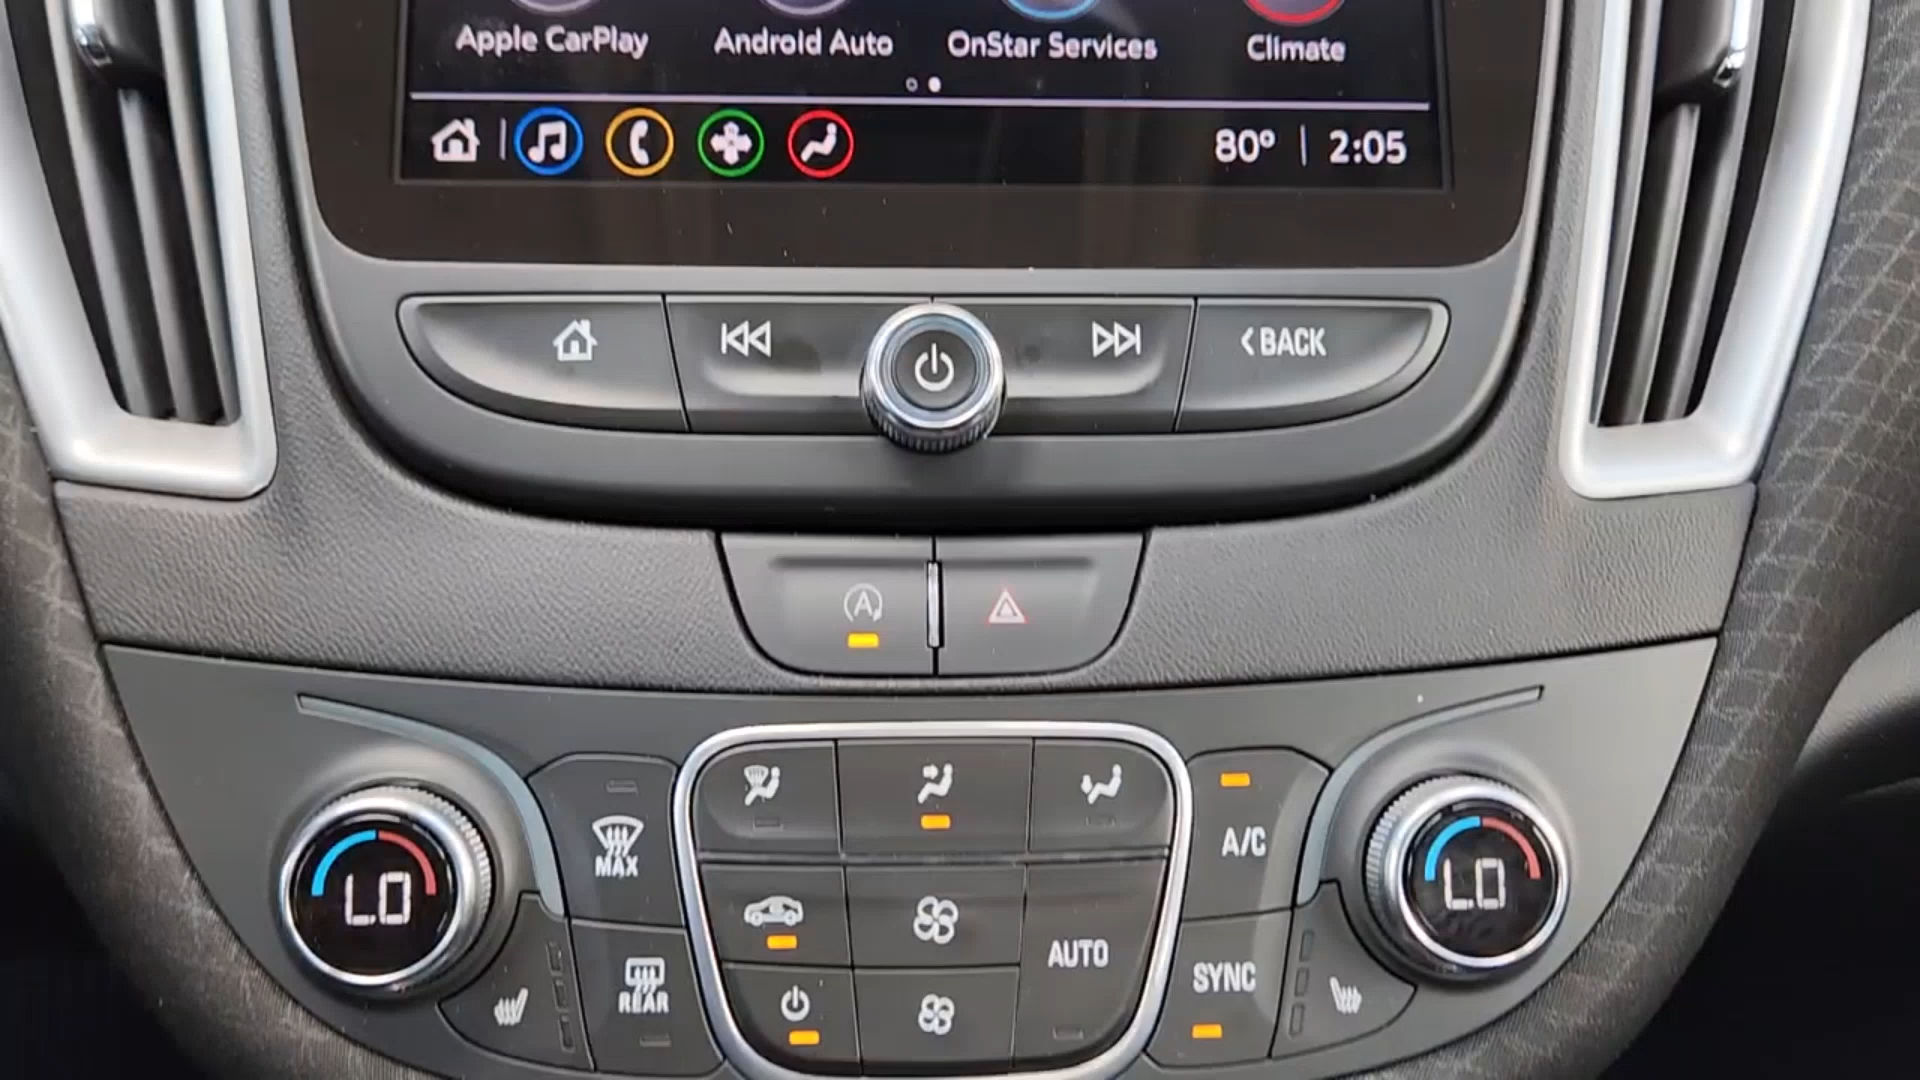 Apple CarPlay
Android Auto
OnStar Services
Climate
80° 2:05
< BACK
A
MAX
A/C
LO
LO
AUTO
REAR
SYNC